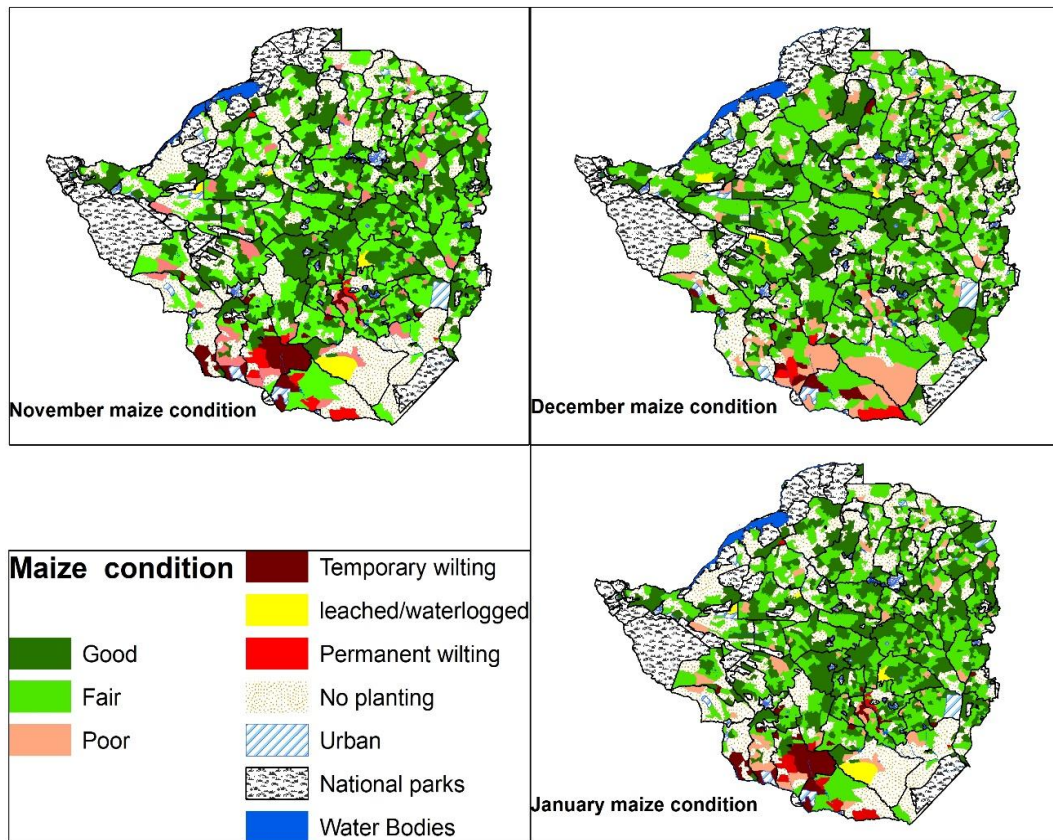 November maize condition
December maize condition
Maize condition
Good
Fair
Poor
Temporary wilting
leached/waterlogged
Permanent wilting
No planting
Urban
National parks
Water Bodies
January maize condition